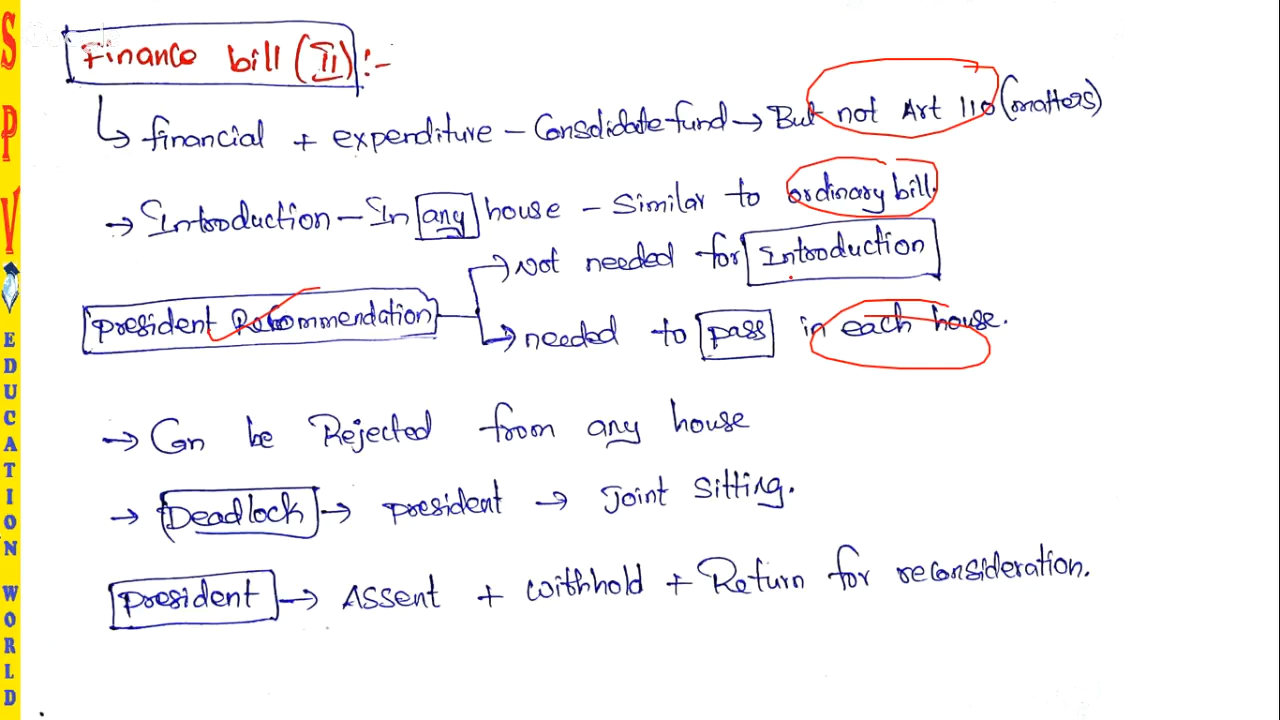 Finance bill (II) :-
↳ financial + expenditure - Consolidate fund → But not Art 110 (matters)
→ Introduction - In any house - Similar to ordinary bill.
→ Not needed for Introduction
President Recommendation
→ needed to pass in each house.
→ Can be Rejected from any house
→ Deadlock → president → Joint sitting.
President → Assent + withhold + Return for reconsideration.
SPV EDUCATION WORLD